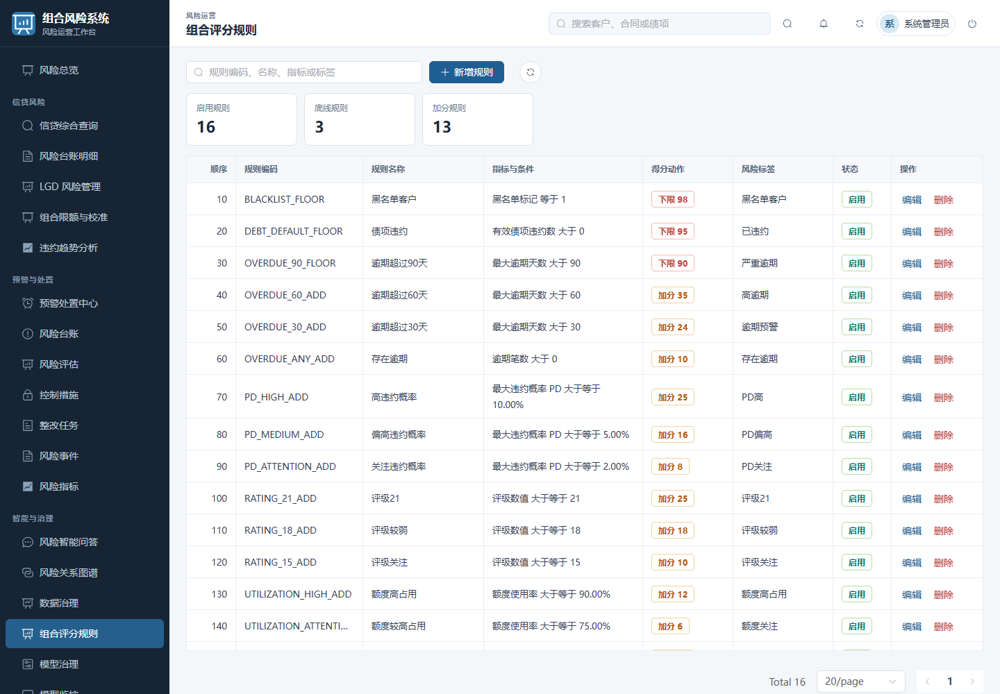 组合风险系统
风险运营工作台
风险总览
信贷风险
信贷综合查询
风险台账明细
LGD 风险管理
组合限额与校准
违约趋势分析
预警与处置
预警处置中心
风险台账
风险评估
控制措施
整改任务
风险事件
风险指标
智能与治理
风险智能问答
风险关系图谱
数据治理
组合评分规则
模型治理
风险运营
组合评分规则
搜索客户、合同或债项
系 系统管理员
规则编码、名称、指标或标签
新增规则
启用规则
16
底线规则
3
加分规则
13
顺序 规则编码 规则名称 指标与条件 得分动作 风险标签 状态 操作
10 BLACKLIST_FLOOR 黑名单客户 黑名单标记 等于 1 下限 98 黑名单客户 启用 编辑 删除
20 DEBT_DEFAULT_FLOOR 债项违约 有效债项违约数 大于 0 下限 95 已违约 启用 编辑 删除
30 OVERDUE_90_FLOOR 逾期超过90天 最大逾期天数 大于 90 下限 90 严重逾期 启用 编辑 删除
40 OVERDUE_60_ADD 逾期超过60天 最大逾期天数 大于 60 加分 35 高逾期 启用 编辑 删除
50 OVERDUE_30_ADD 逾期超过30天 最大逾期天数 大于 30 加分 24 逾期预警 启用 编辑 删除
60 OVERDUE_ANY_ADD 存在逾期 逾期笔数 大于 0 加分 10 存在逾期 启用 编辑 删除
70 PD_HIGH_ADD 高违约概率 最大违约概率 PD 大于等于 10.00% 加分 25 PD高 启用 编辑 删除
80 PD_MEDIUM_ADD 偏高违约概率 最大违约概率 PD 大于等于 5.00% 加分 16 PD偏高 启用 编辑 删除
90 PD_ATTENTION_ADD 关注违约概率 最大违约概率 PD 大于等于 2.00% 加分 8 PD关注 启用 编辑 删除
100 RATING_21_ADD 评级21 评级数值 大于等于 21 加分 25 评级21 启用 编辑 删除
110 RATING_18_ADD 评级较弱 评级数值 大于等于 18 加分 18 评级较弱 启用 编辑 删除
120 RATING_15_ADD 评级关注 评级数值 大于等于 15 加分 10 评级关注 启用 编辑 删除
130 UTILIZATION_HIGH_ADD 额度高占用 额度使用率 大于等于 90.00% 加分 12 额度高占用 启用 编辑 删除
140 UTILIZATION_ATTENTI... 额度较高占用 额度使用率 大于等于 75.00% 加分 6 额度关注 启用 编辑 删除
Total 16 20/page 1